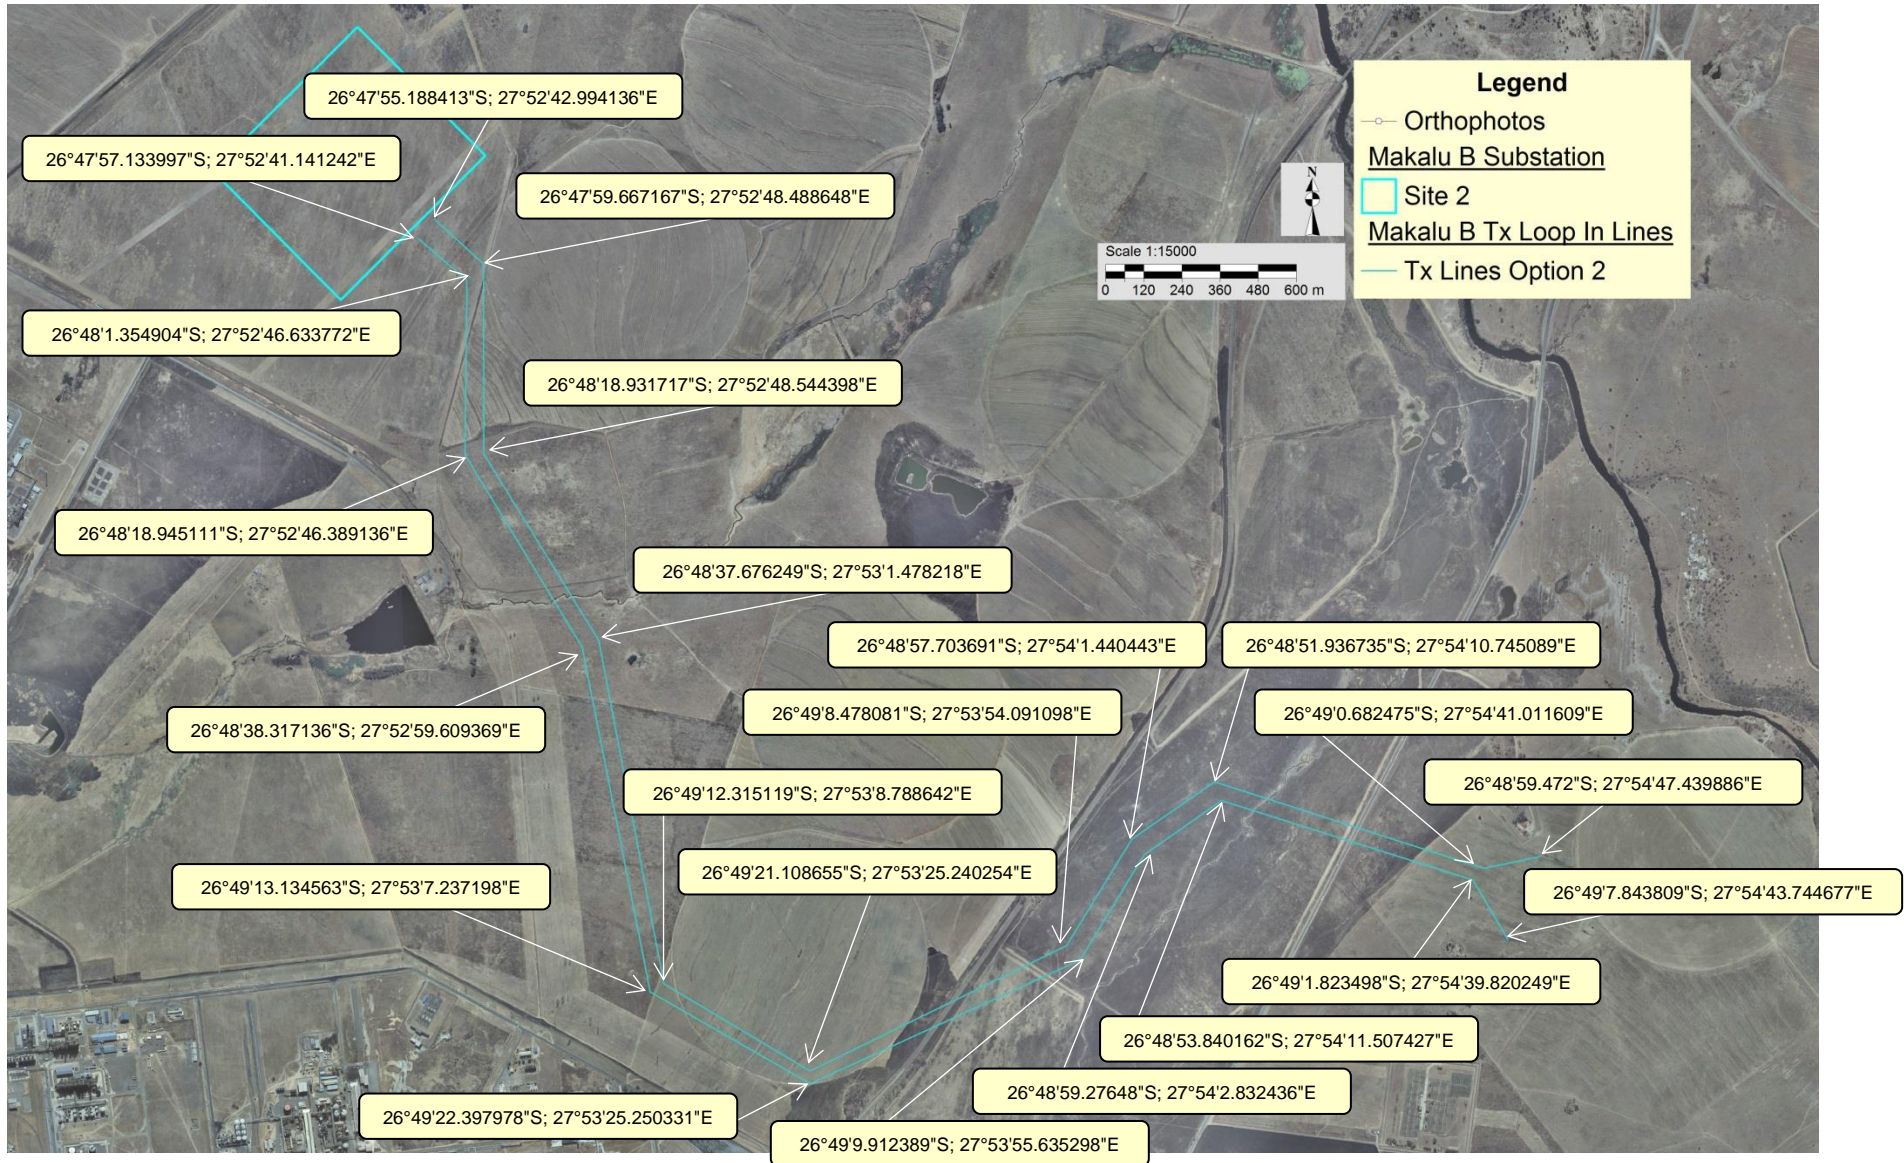 26°47'55.188413"S; 27°52'42.994136"E
26°47'57.133997"S; 27°52'41.141242"E
26°47'59.667167"S; 27°52'48.488648"E
26°48'1.354904"S; 27°52'46.633772"E
26°48'18.931717"S; 27°52'48.544398"E
26°48'18.945111"S; 27°52'46.389136"E
26°48'37.676249"S; 27°53'1.478218"E
26°48'38.317136"S; 27°52'59.609369"E
26°48'57.703691"S; 27°54'1.440443"E
26°48'51.936735"S; 27°54'10.745089"E
26°49'8.478081"S; 27°53'54.091098"E
26°49'0.682475"S; 27°54'41.011609"E
26°49'12.315119"S; 27°53'8.788642"E
26°48'59.472"S; 27°54'47.439886"E
26°49'13.134563"S; 27°53'7.237198"E
26°49'21.108655"S; 27°53'25.240254"E
26°49'7.843809"S; 27°54'43.744677"E
26°49'1.823498"S; 27°54'39.820249"E
26°48'53.840162"S; 27°54'11.507427"E
26°48'59.27648"S; 27°54'2.832436"E
26°49'22.397978"S; 27°53'25.250331"E
26°49'9.912389"S; 27°53'55.635298"E
N
Scale 1:15000
0 120 240 360 480 600 m
Legend
Orthophotos
Makalu B Substation
Site 2
Makalu B Tx Loop In Lines
Tx Lines Option 2